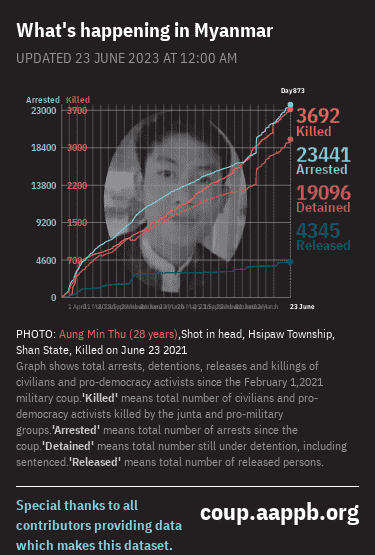 What's happening in Myanmar
UPDATED 23 JUNE 2023 AT 12:00 AM
Day873
Arrested Killed
23000 3700
18400 3000
13800 2200
9200 1500
4600 700
0
3692
Killed
23441
Arrested
19096
Detained
4345
Released
23 June
PHOTO: Aung Min Thu (28 years),Shot in head, Hsipaw Township,
Shan State, Killed on June 23 2021
Graph shows total arrests, detentions, releases and killings of
civilians and pro-democracy activists since the February 1,2021
military coup.'Killed' means total number of civilians and pro-
democracy activists killed by the junta and pro-military
groups.'Arrested' means total number of arrests since the
coup.'Detained' means total number still under detention, including
sentenced.'Released' means total number of released persons.
Special thanks to all
contributors providing data
which makes this dataset.
coup.aappb.org